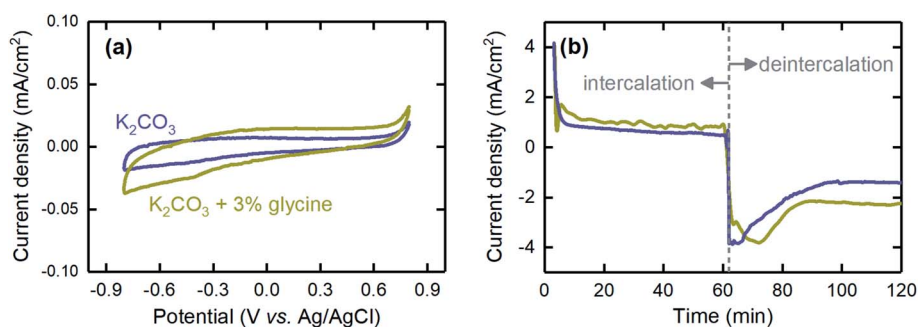 (a)
Current density (mA/cm²)
0.10
0.05
0.00
-0.05
-0.10
K₂CO₃
K₂CO₃ + 3% glycine
-0.9 -0.6 -0.3 0.0 0.3 0.6 0.9
Potential (V vs. Ag/AgCl)
(b)
Current density (mA/cm²)
4
2
0
-2
-4
deintercalation
intercalation
0 20 40 60 80 100 120
Time (min)